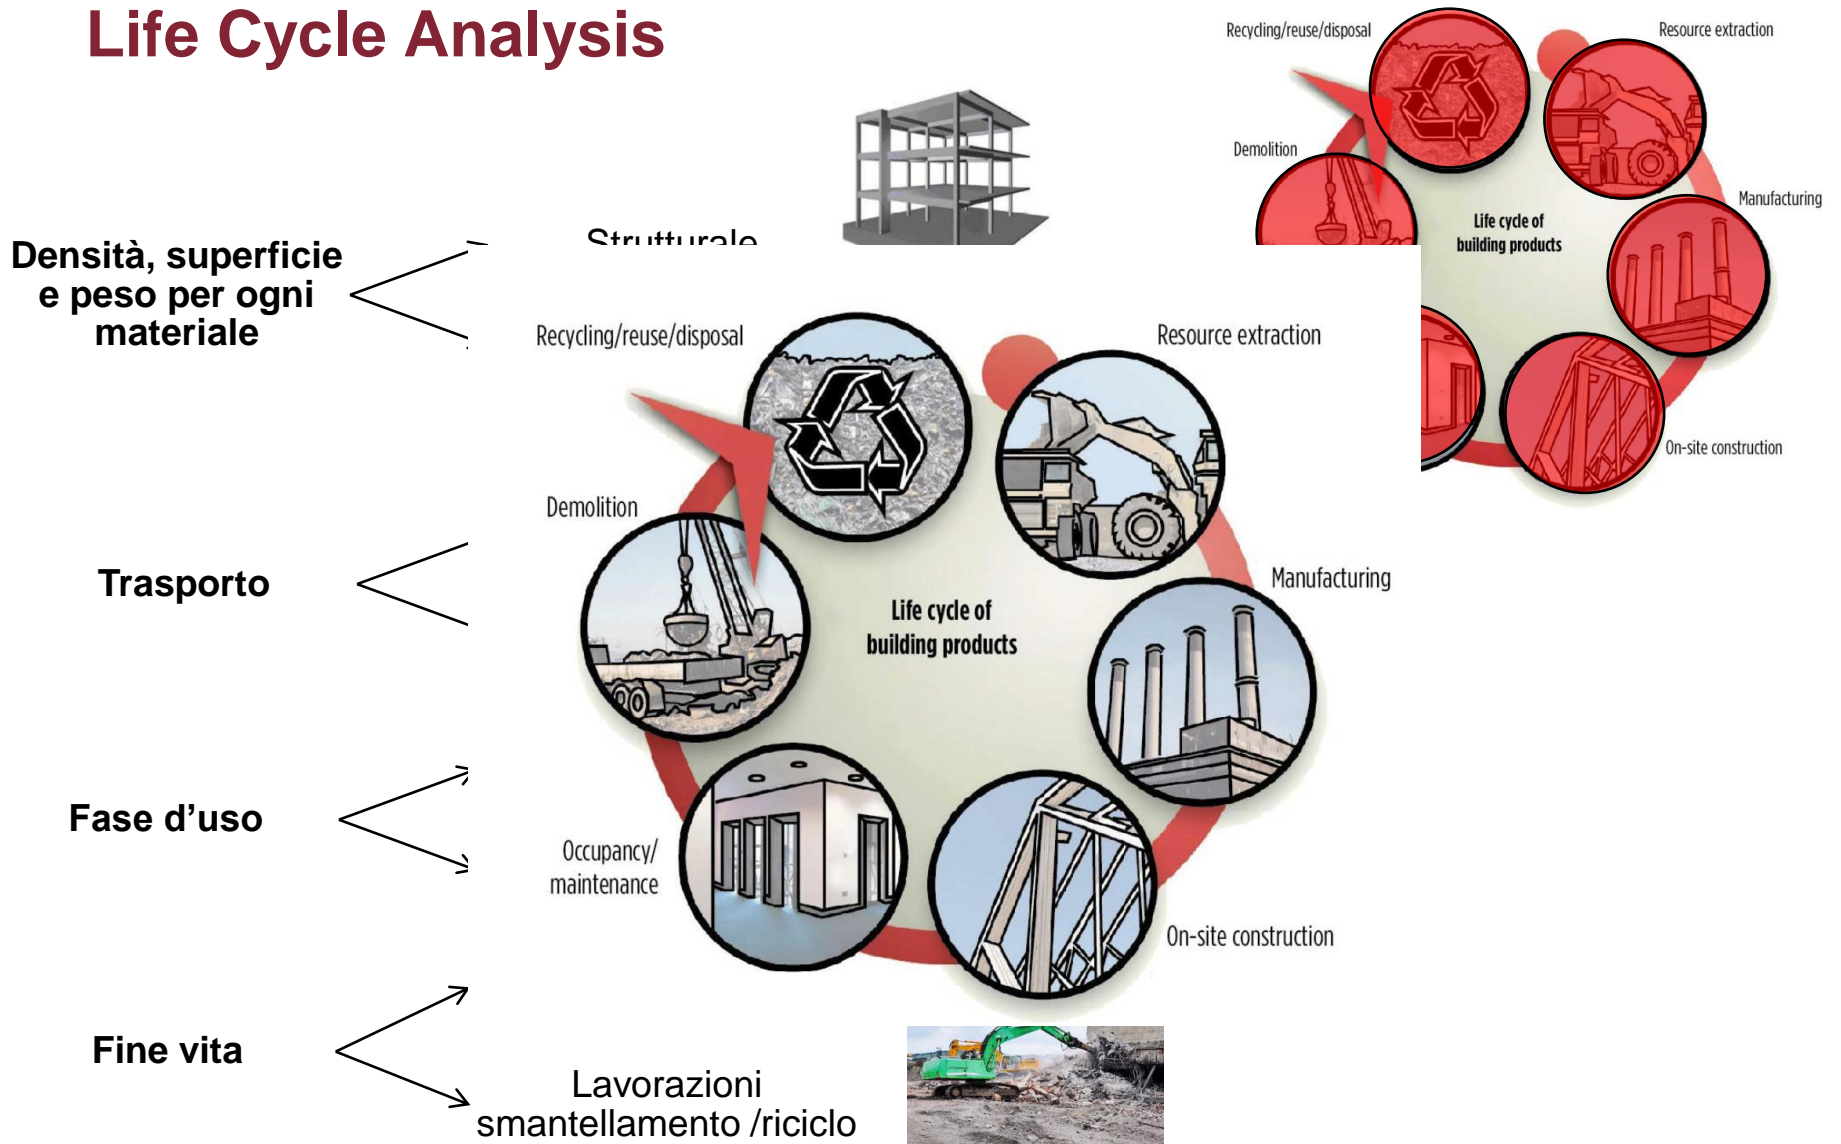 Life Cycle Analysis
Recycling/reuse/disposal
Resource extraction
Demolition
Manufacturing
Life cycle of
building products
On-site construction
Densità, superficie
e peso per ogni
materiale
Strutturale
Recycling/reuse/disposal
Resource extraction
Demolition
Manufacturing
Life cycle of
building products
Occupancy/
maintenance
On-site construction
Trasporto
Fase d’uso
Fine vita
Lavorazioni
smantellamento /riciclo